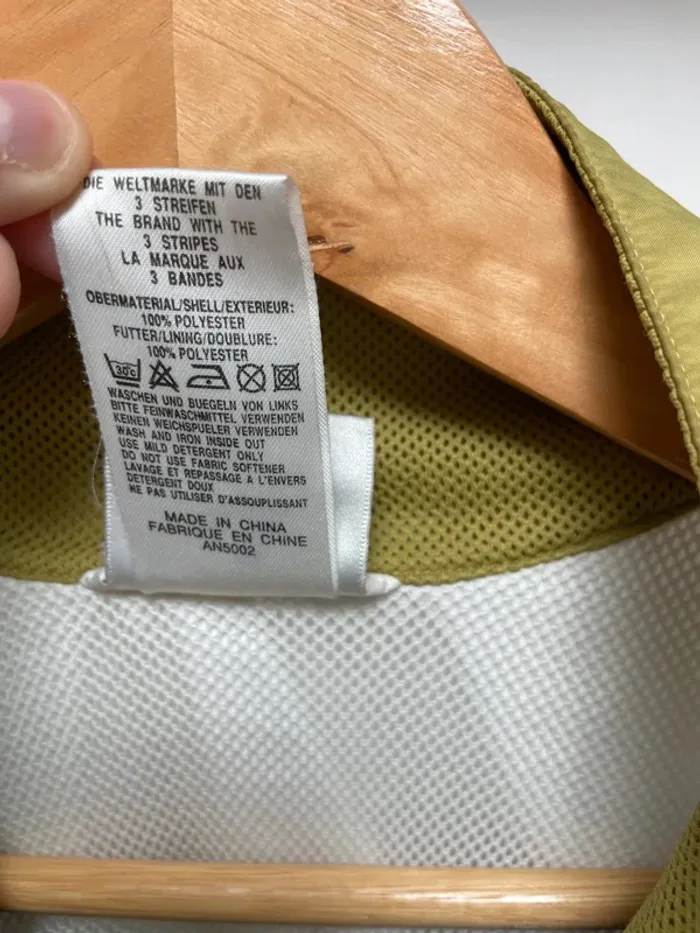 DIE WELTMARKE MIT DEN
3 STREIFEN
THE BRAND WITH THE
3 STRIPES
LA MARQUE AUX
3 BANDES
OBERMATERIAL/SHELL/EXTERIEUR:
100% POLYESTER
FUTTER/LINING/DOUBLURE:
100% POLYESTER
30°C
WASCHEN UND BUEGELN VON LINKS
BITTE FEINWASCHMITTEL VERWENDEN
KEINEN WEICHSPUELER VERWENDEN
WASH AND IRON INSIDE OUT
USE MILD DETERGENT ONLY
DO NOT USE FABRIC SOFTENER
LAVAGE ET REPASSAGE A L'ENVERS
DETERGENT DOUX
NE PAS UTILISER D'ASSOUPLISSANT
MADE IN CHINA
FABRIQUE EN CHINE
AN5002